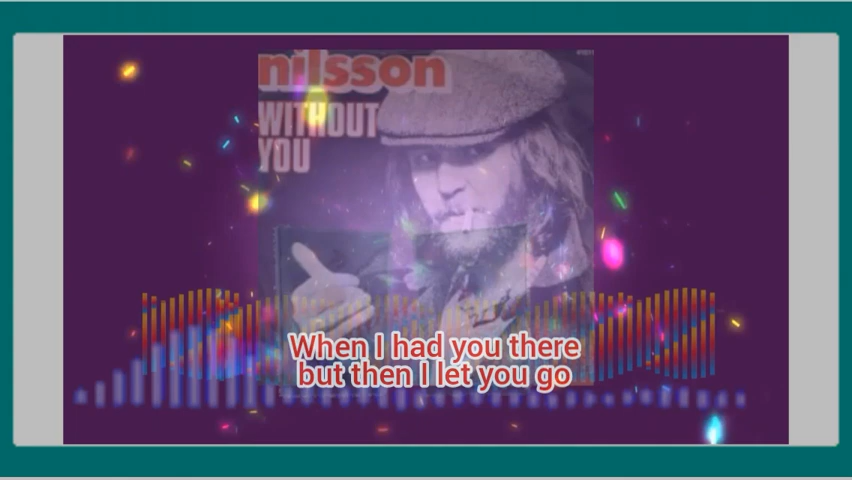 nilsson
WITHOUT
YOU
When I had you there
but then I let you go